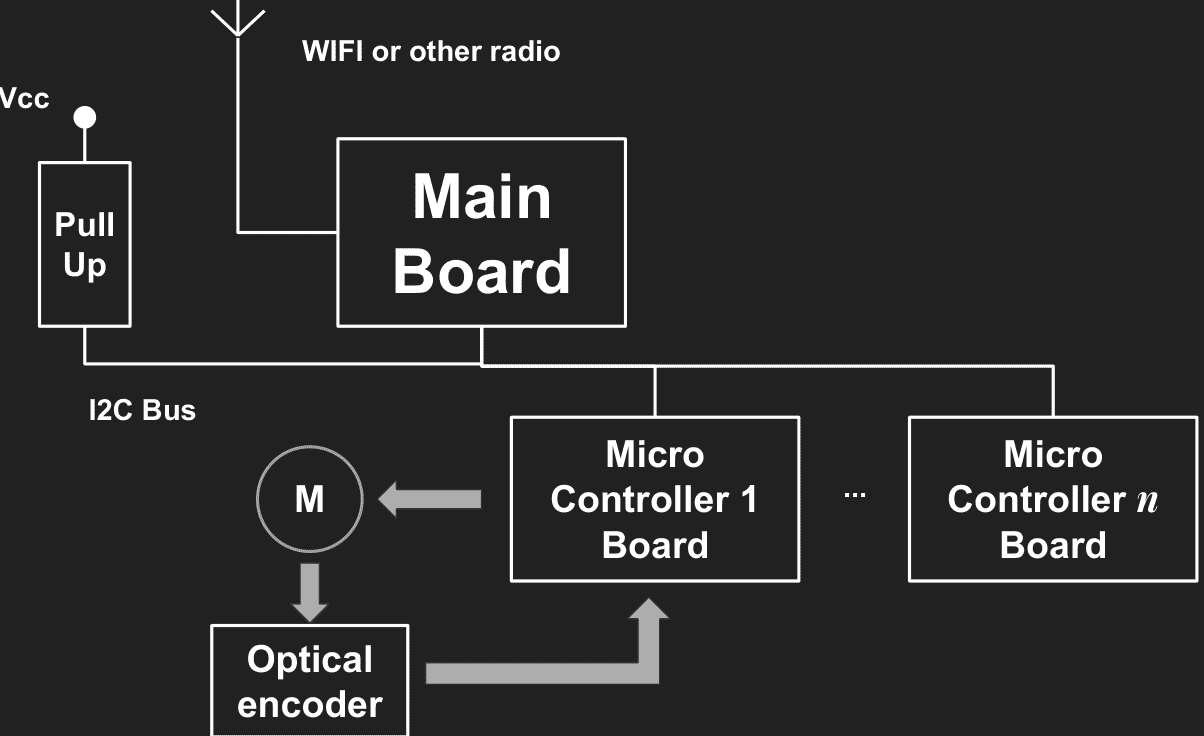 WIFI or other radio
Vcc
Main
Board
Pull
Up
I2C Bus
Micro
Controller 1
Board
...
Micro
Controller n
Board
M
Optical
encoder